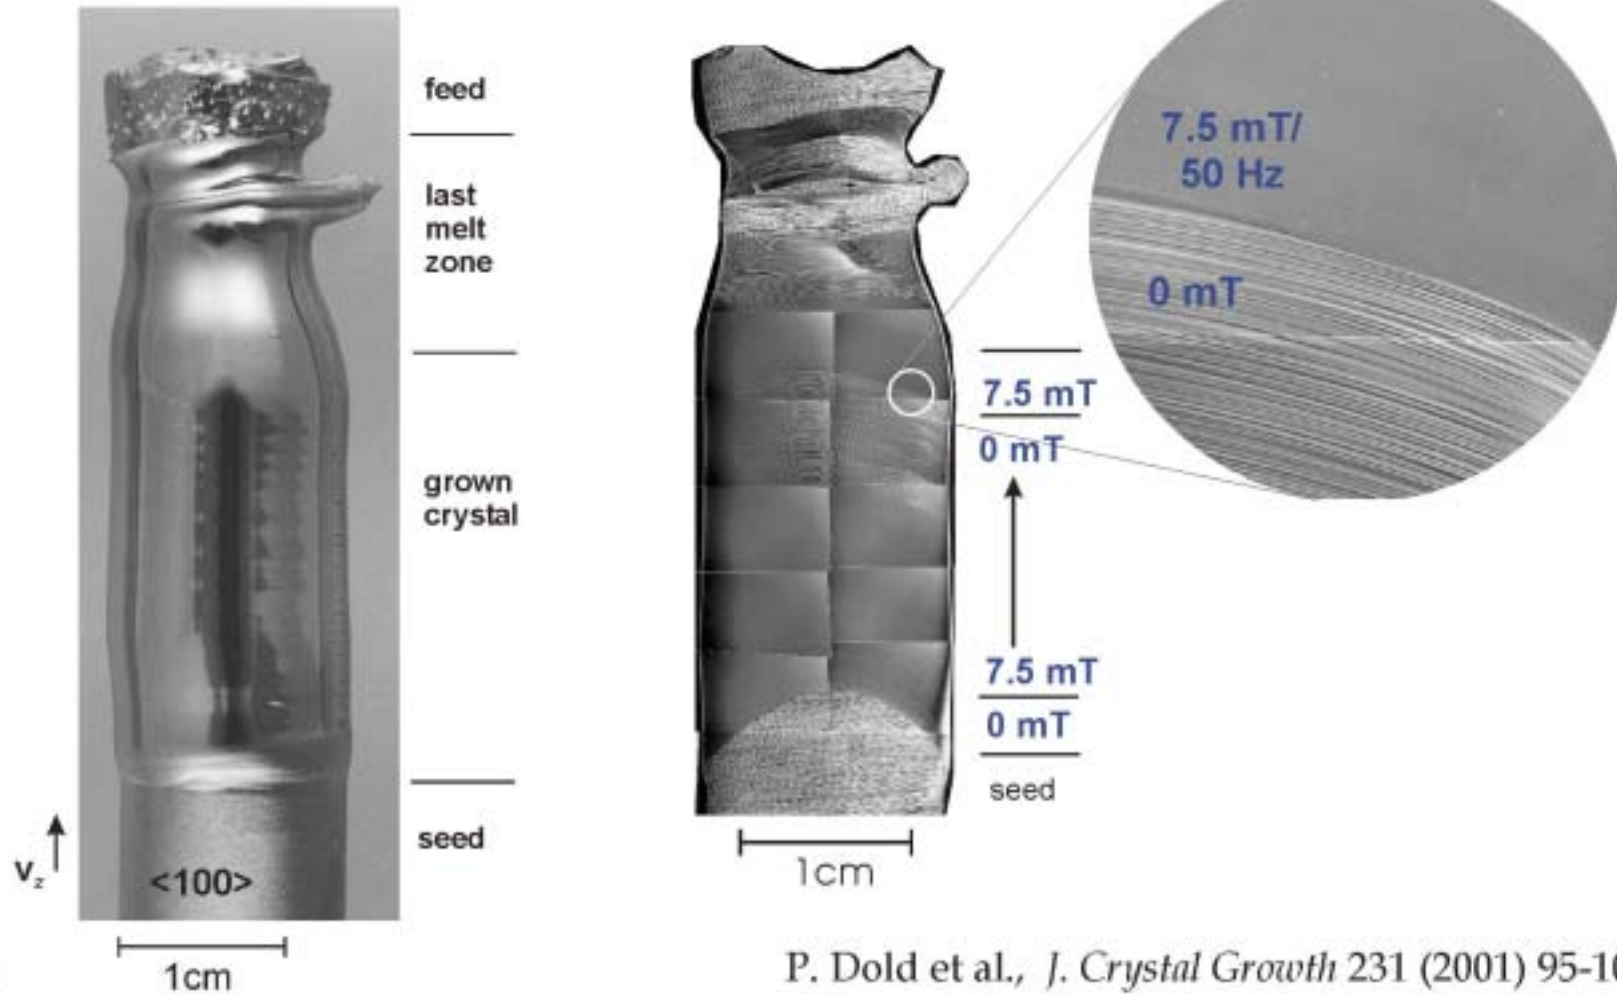 feed
last
melt
zone
grown
crystal
seed
v_z
<100>
1cm
7.5 mT
0 mT
7.5 mT
0 mT
seed
1cm
7.5 mT/
50 Hz
0 mT
P. Dold et al., J. Crystal Growth 231 (2001) 95-10